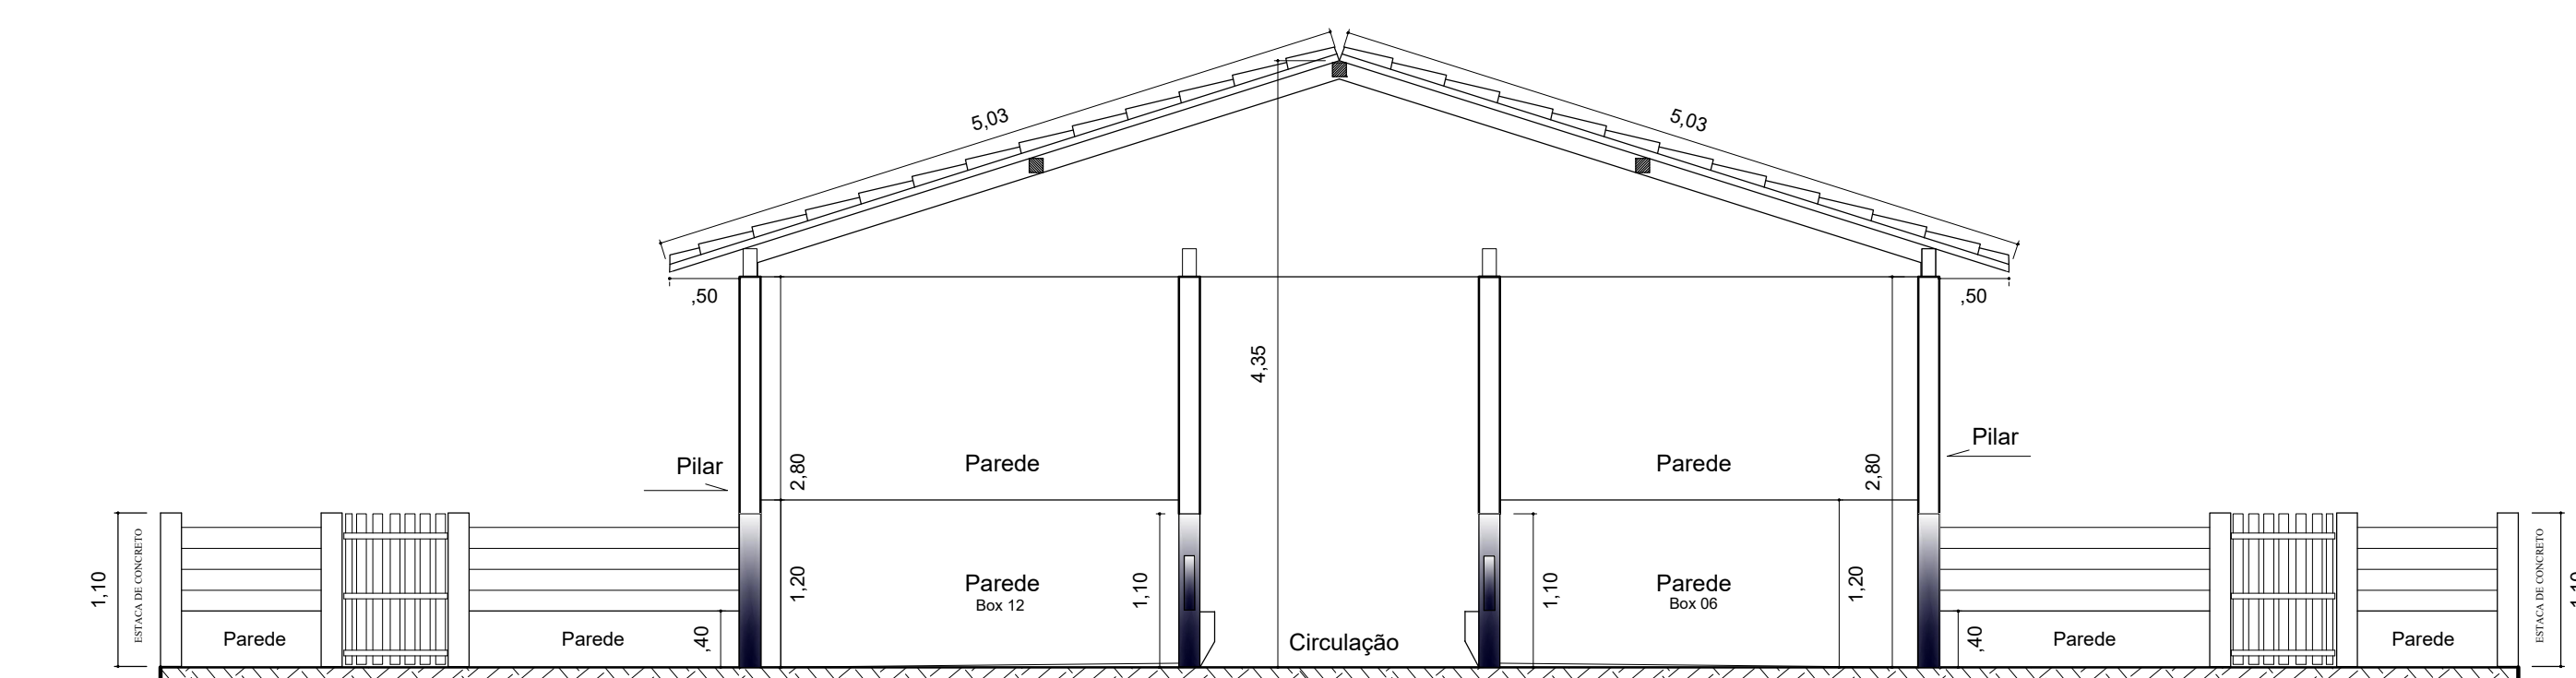 5,03
5,03
,50
,50
4,35
Pilar
Pilar
2,80
Parede
Parede
2,80
1,10
ESTACA DE CONCRETO
Parede
Parede
,40
1,20
Parede
Box 12
1,10
Circulação
1,10
Parede
Box 06
1,20
,40
Parede
Parede
ESTACA DE CONCRETO